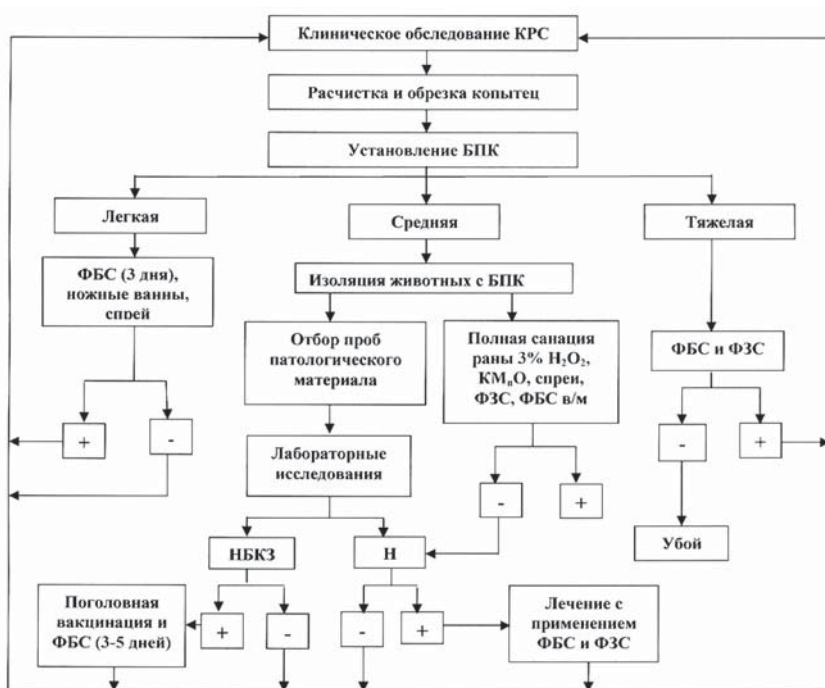 Клиническое обследование КРС
Расчистка и обрезка копытец
Установление БПК
Легкая
Средняя
Тяжелая
ФБС (3 дня),
ножные ванны,
спрей
Изоляция животных с БПК
Отбор проб
патологического
материала
Полная санация
раны 3% H₂O₂,
КМₙО, спреи,
ФЗС, ФБС в/м
ФБС и ФЗС
+
-
-
+
Лабораторные
исследования
-
+
Убой
НБКЗ
Н
Поголовная
вакцинация и
ФБС (3-5 дней)
+
-
-
+
Лечение с
применением
ФБС и ФЗС